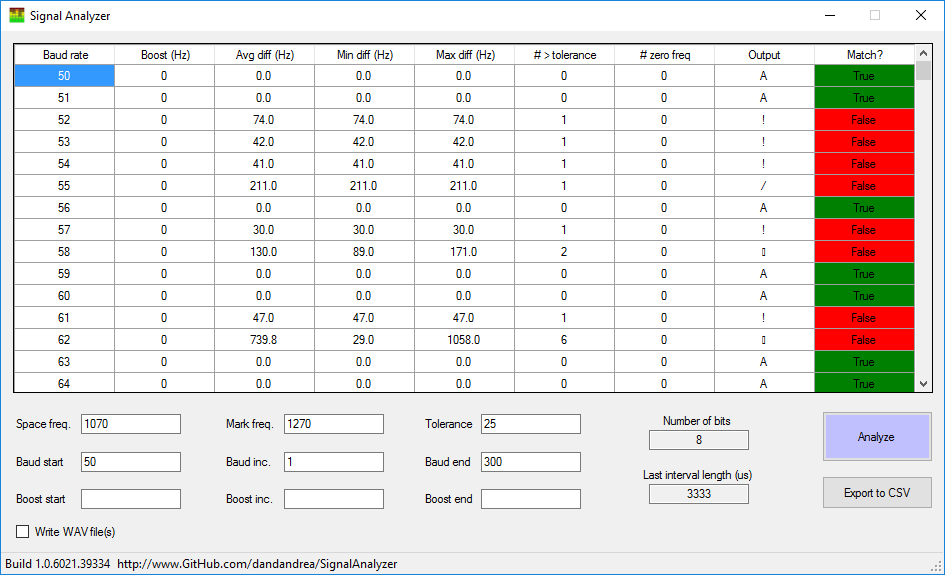 Signal Analyzer
Baud rate Boost (Hz) Avg diff (Hz) Min diff (Hz) Max diff (Hz) # > tolerance # zero freq Output Match?
50 0 0.0 0.0 0.0 0 0 A True
51 0 0.0 0.0 0.0 0 0 A True
52 0 74.0 74.0 74.0 1 0 ! False
53 0 42.0 42.0 42.0 1 0 ! False
54 0 41.0 41.0 41.0 1 0 ! False
55 0 211.0 211.0 211.0 1 0 / False
56 0 0.0 0.0 0.0 0 0 A True
57 0 30.0 30.0 30.0 1 0 ! False
58 0 130.0 89.0 171.0 2 0 ▯ False
59 0 0.0 0.0 0.0 0 0 A True
60 0 0.0 0.0 0.0 0 0 A True
61 0 47.0 47.0 47.0 1 0 ! False
62 0 739.8 29.0 1058.0 6 0 ▯ False
63 0 0.0 0.0 0.0 0 0 A True
64 0 0.0 0.0 0.0 0 0 A True
Space freq. 1070 Mark freq. 1270 Tolerance 25 Number of bits
8
Analyze
Baud start 50 Baud inc. 1 Baud end 300 Last interval length (us)
3333
Export to CSV
Boost start Boost inc. Boost end
Write WAV file(s)
Build 1.0.6021.39334 http://www.GitHub.com/dandandrea/SignalAnalyzer